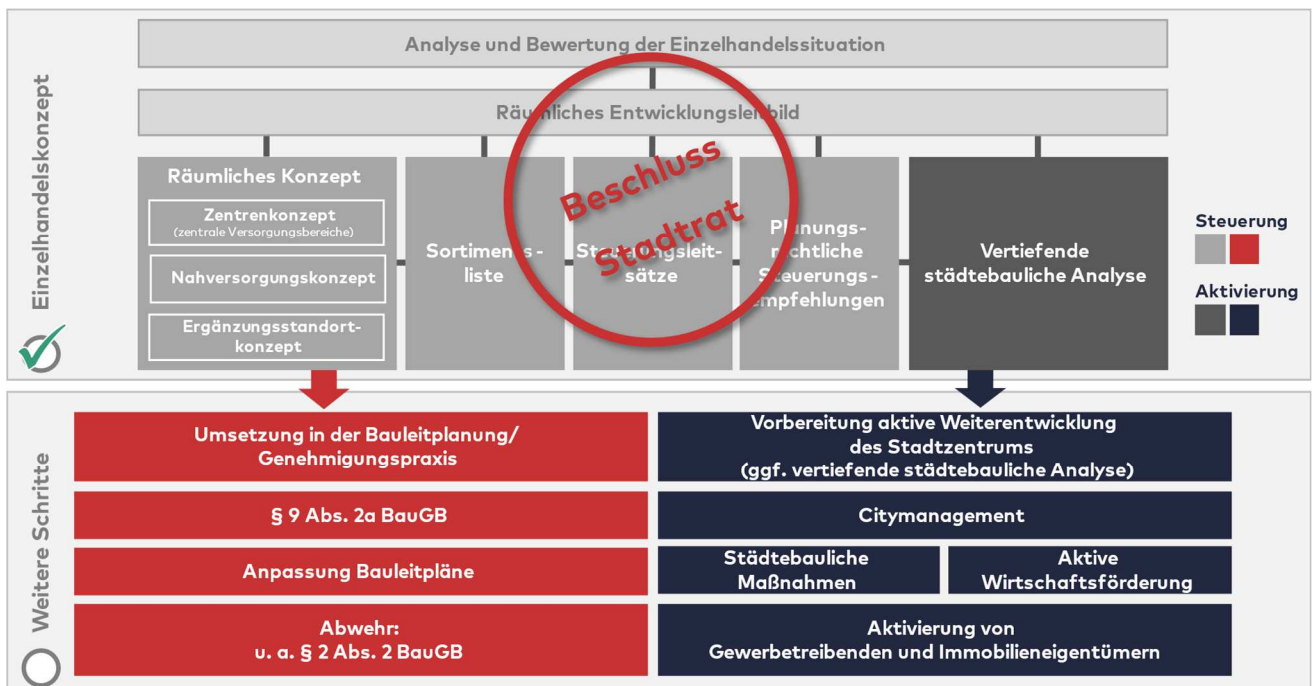 Einzelhandelskonzept
Analyse und Bewertung der Einzelhandelssituation
Räumliches Entwicklungsleitbild
Räumliches Konzept
Zentrenkonzept
(zentrale Versorgungsbereiche)
Nahversorgungskonzept
Ergänzungsstandort-
konzept
Sortiments-
liste
Steuerungsleit-
sätze
Planungs-
rechtliche
Steuerungs-
empfehlungen
Vertiefende
städtebauliche Analyse
Beschluss
Stadtrat
Steuerung
Aktivierung
Weitere Schritte
Umsetzung in der Bauleitplanung/
Genehmigungspraxis
§ 9 Abs. 2a BauGB
Anpassung Bauleitpläne
Abwehr:
u. a. § 2 Abs. 2 BauGB
Vorbereitung aktive Weiterentwicklung
des Stadtzentrums
(ggf. vertiefende städtebauliche Analyse)
Citymanagement
Städtebauliche
Maßnahmen
Aktive
Wirtschaftsförderung
Aktivierung von
Gewerbetreibenden und Immobilieneigentümern